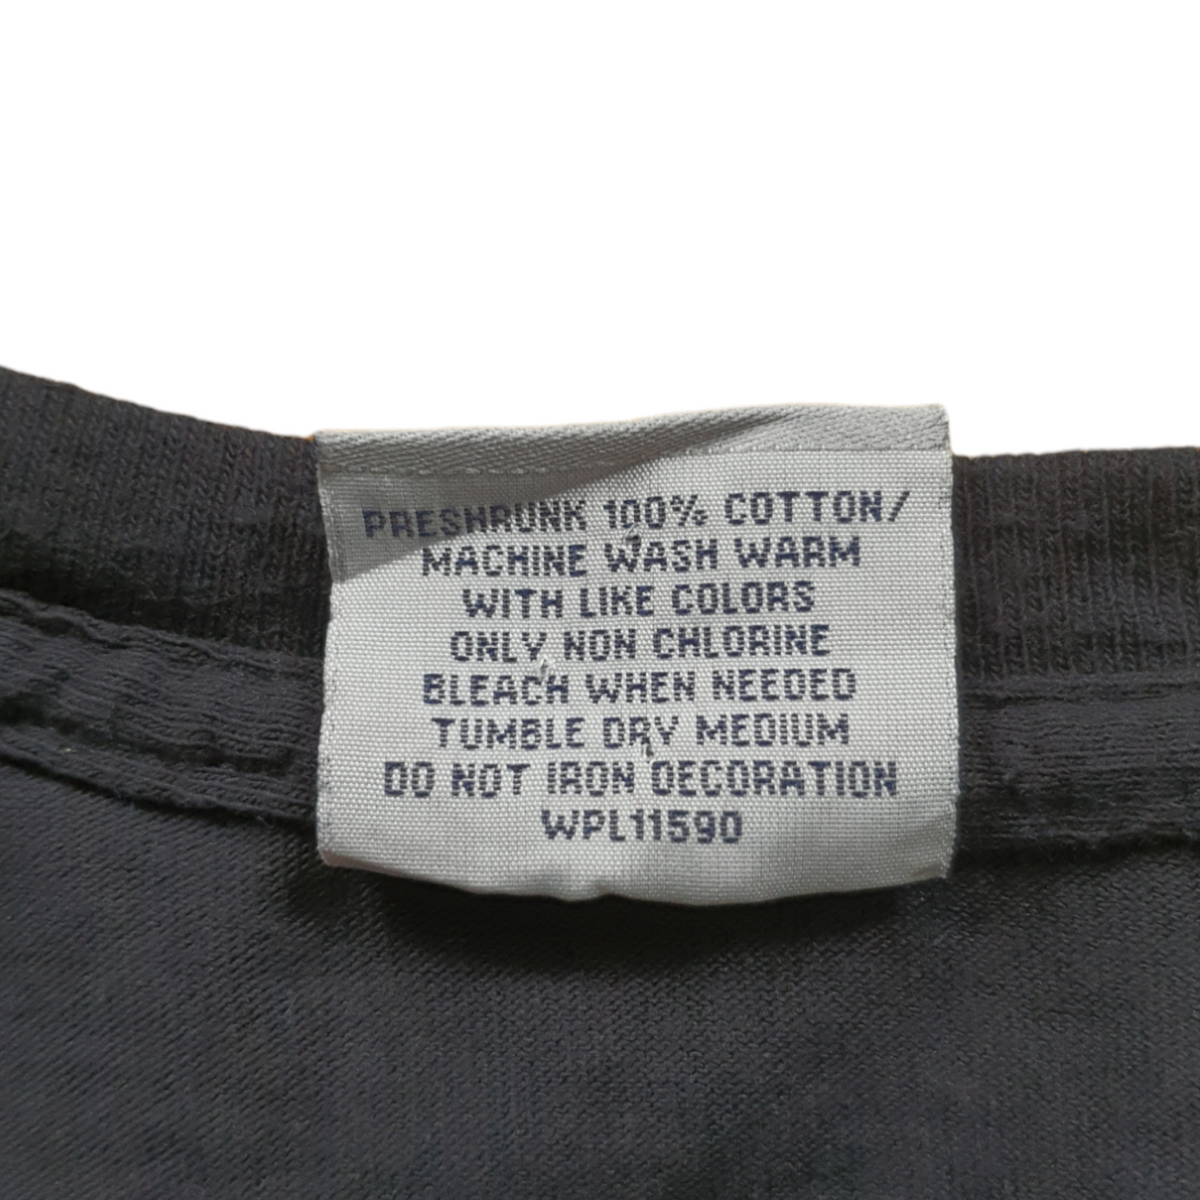 PRESHRUNK 100% COTTON/
MACHINE WASH WARM
WITH LIKE COLORS
ONLY NON CHLORINE
BLEACH WHEN NEEDED
TUMBLE DRY MEDIUM
DO NOT IRON DECORATION
WPL11590